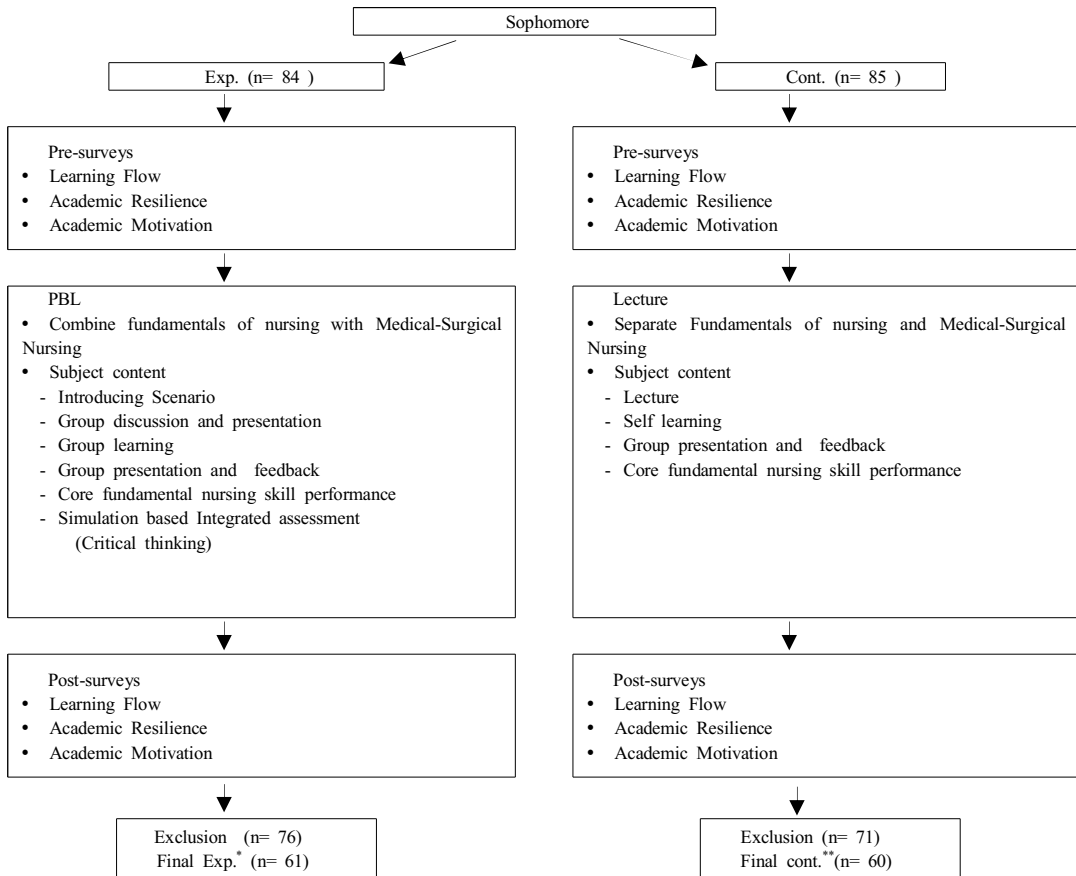 Sophomore
Exp. (n= 84 )
Cont. (n= 85 )
Pre-surveys
• Learning Flow
• Academic Resilience
• Academic Motivation
Pre-surveys
• Learning Flow
• Academic Resilience
• Academic Motivation
PBL
• Combine fundamentals of nursing with Medical-Surgical
Nursing
• Subject content
- Introducing Scenario
- Group discussion and presentation
- Group learning
- Group presentation and feedback
- Core fundamental nursing skill performance
- Simulation based Integrated assessment
(Critical thinking)
Lecture
• Separate Fundamentals of nursing and Medical-Surgical
Nursing
• Subject content
- Lecture
- Self learning
- Group presentation and feedback
- Core fundamental nursing skill performance
Post-surveys
• Learning Flow
• Academic Resilience
• Academic Motivation
Post-surveys
• Learning Flow
• Academic Resilience
• Academic Motivation
Exclusion (n= 76)
Final Exp.* (n= 61)
Exclusion (n= 71)
Final cont.**(n= 60)